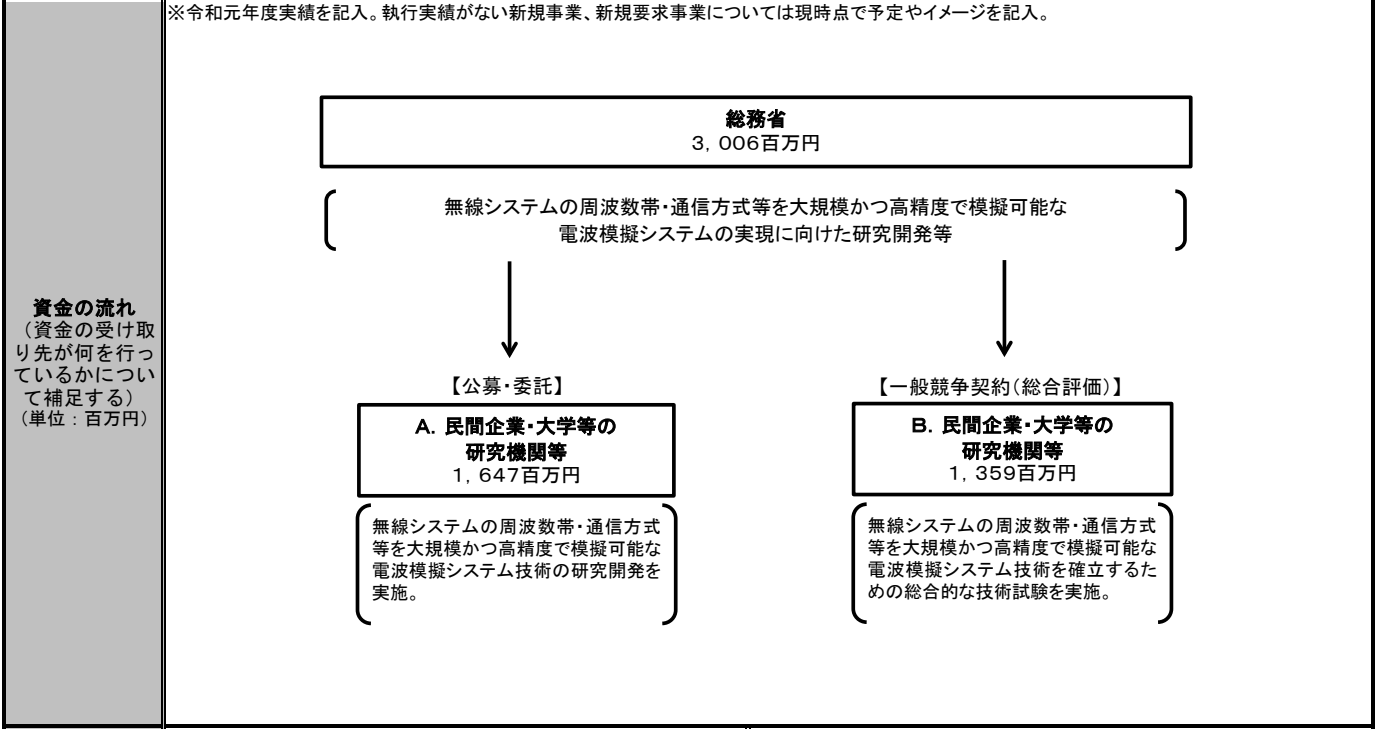 ※令和元年度実績を記入。執行実績がない新規事業、新規要求事業については現時点で予定やイメージを記入。
総務省
3，006百万円
無線システムの周波数帯・通信方式等を大規模かつ高精度で模擬可能な
電波模擬システムの実現に向けた研究開発等
資金の流れ
（資金の受け取
り先が何を行っ
ているかについ
て補足する）
（単位：百万円）
【公募・委託】
A．民間企業・大学等の
研究機関等
1，647百万円
無線システムの周波数帯・通信方式
等を大規模かつ高精度で模擬可能な
電波模擬システム技術の研究開発を
実施。
【一般競争契約（総合評価）】
B．民間企業・大学等の
研究機関等
1，359百万円
無線システムの周波数帯・通信方式
等を大規模かつ高精度で模擬可能な
電波模擬システム技術を確立するた
めの総合的な技術試験を実施。